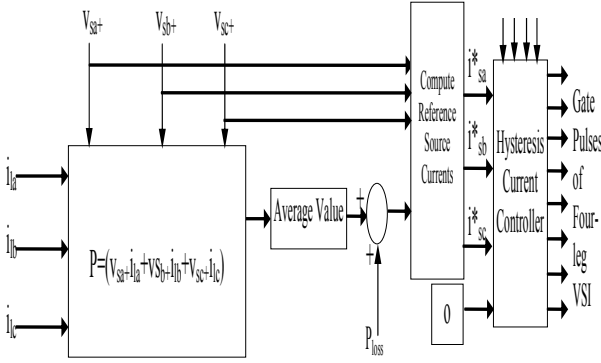 Vsa+ Vsb+ Vsc+
ila
ilb
ilc
P=(vsa+ila+vsb+ilb+vsc+ilc)
Average Value
+
+
Ploss
Compute
Reference
Source
Currents
i*sa
i*sb
i*sc
0
Hysteresis
Current
Controller
Gate
Pulses
of
Four-
leg
VSI